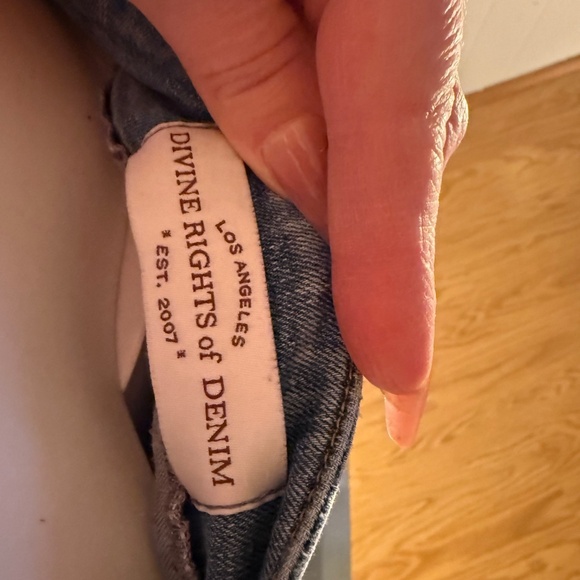 LOS ANGELES
DIVINE RIGHTS of DENIM
* EST. 2007 *